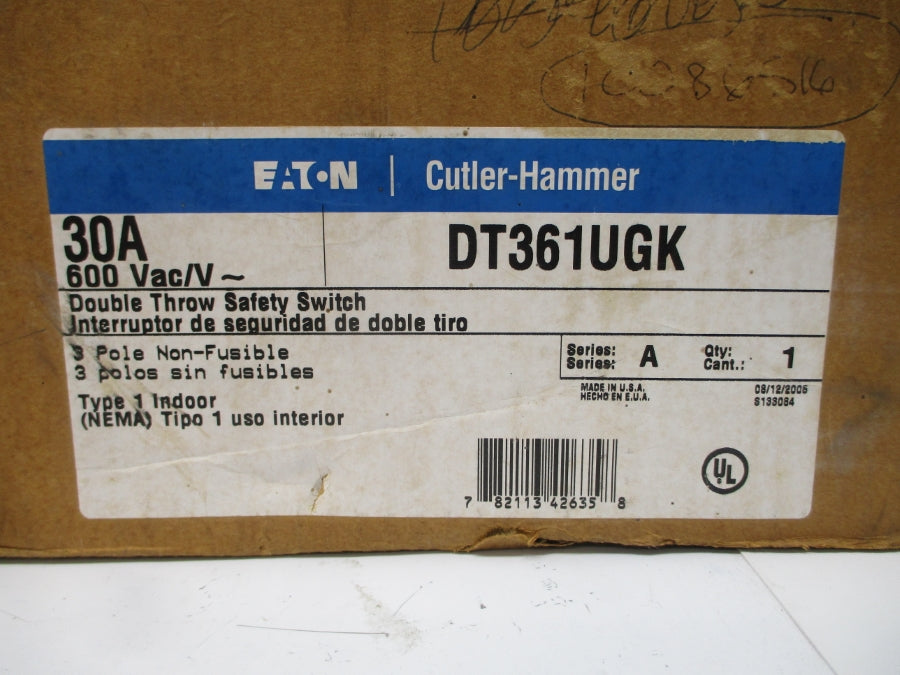 EATON | Cutler-Hammer
30A
600 Vac/V ~
DT361UGK
Double Throw Safety Switch
Interruptor de seguridad de doble tiro
3 Pole Non-Fusible
3 polos sin fusibles
Series: A Qty: 1
Series: Cant.:
MADE IN U.S.A.
HECHO EN E.U.A.
08/12/2005
S133084
Type 1 Indoor
(NEMA) Tipo 1 uso interior
UL
7 82113 42635 8